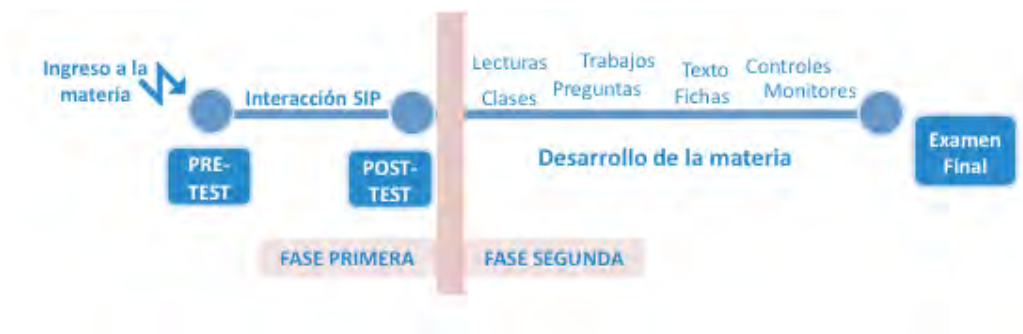 Ingreso a la
materia
Interacción SIP
PRE-
TEST
POST-
TEST
Lecturas Trabajos Texto Controles
Clases Preguntas Fichas Monitores
Desarrollo de la materia
Examen
Final
FASE PRIMERA
FASE SEGUNDA